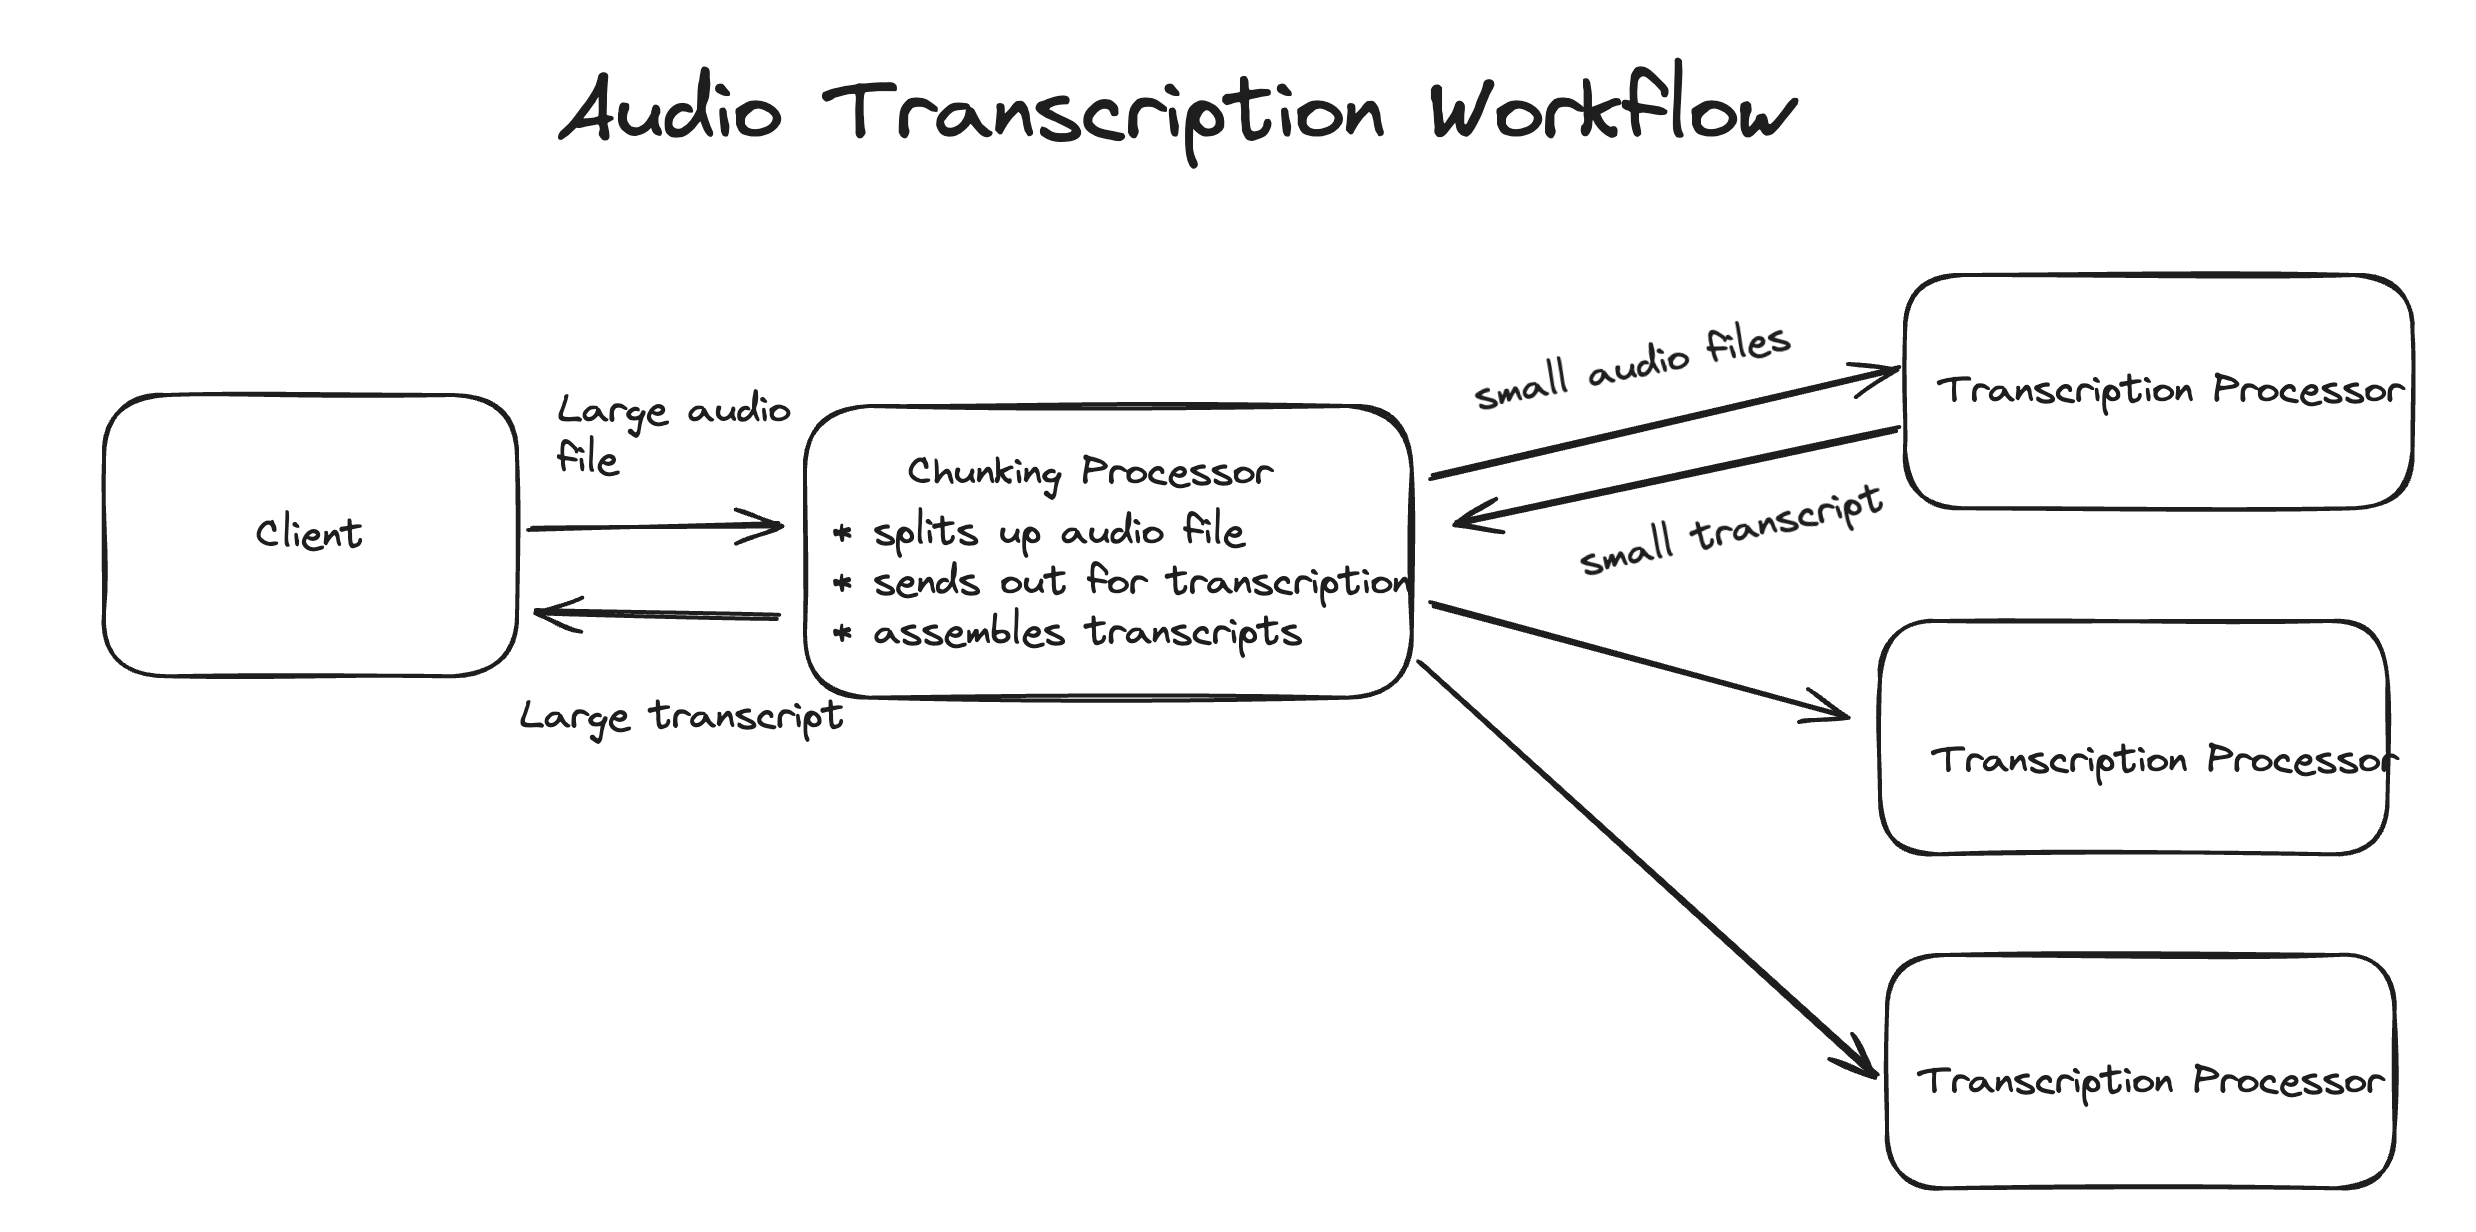 Audio Transcription Workflow
Client
Large audio
file
Large transcript
Chunking Processor
* splits up audio file
* sends out for transcription
* assembles transcripts
small audio files
small transcript
Transcription Processor
Transcription Processor
Transcription Processor